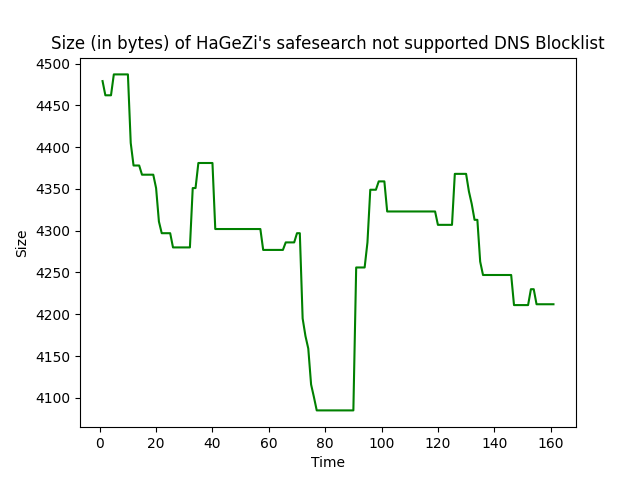 Size (in bytes) of HaGeZi's safesearch not supported DNS Blocklist
4500
4450
4400
4350
4300
4250
4200
4150
4100
Size
0 20 40 60 80 100 120 140 160
Time